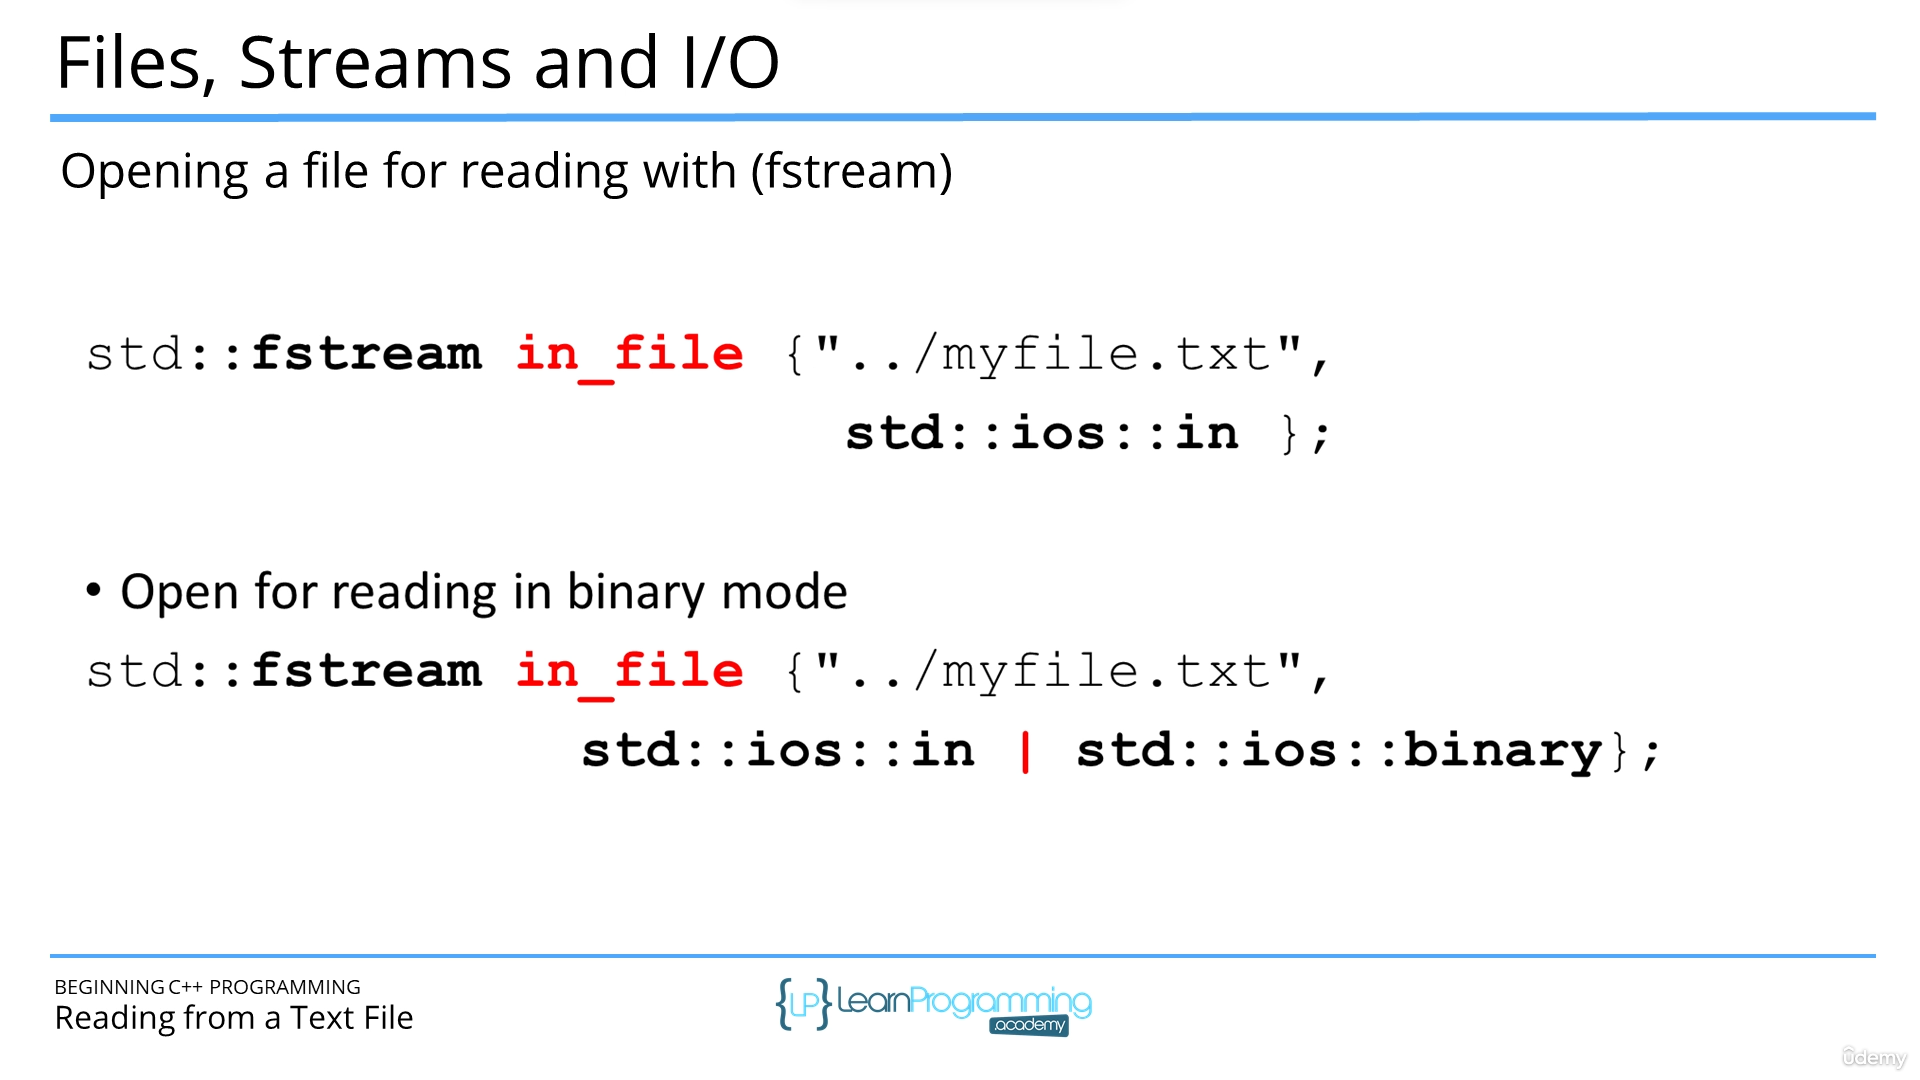 Files, Streams and I/O
Opening a file for reading with (fstream)
std::fstream in_file {"../myfile.txt",
std::ios::in };
• Open for reading in binary mode
std::fstream in_file {"../myfile.txt",
std::ios::in | std::ios::binary};
BEGINNING C++ PROGRAMMING
Reading from a Text File
{LP} LearnProgramming
.academy
ûdemy